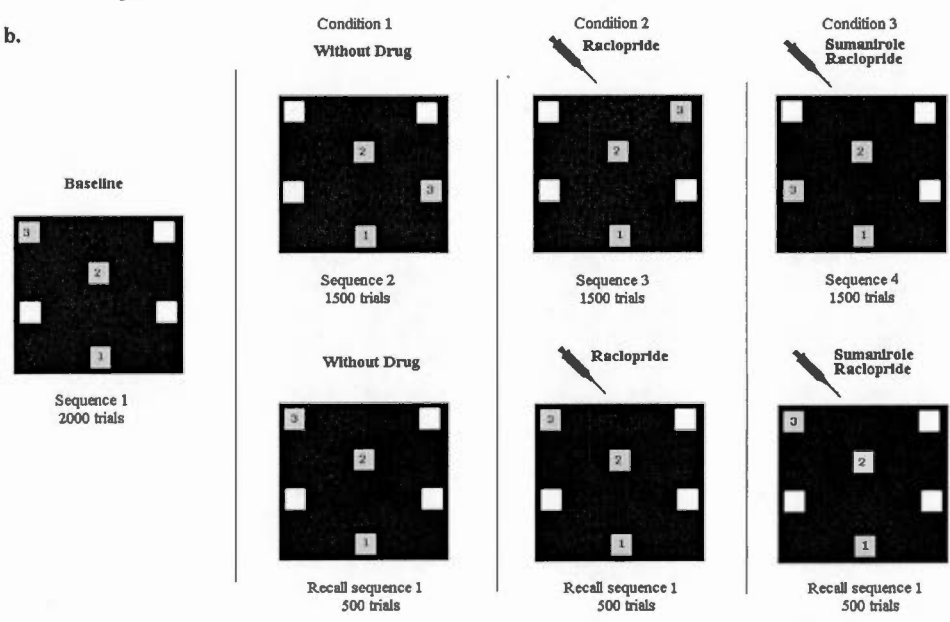 b.
Baseline
3
2
1
Sequence 1
2000 trials
Condition 1
Without Drug
2
3
1
Sequence 2
1500 trials
Without Drug
3
2
1
Recall sequence 1
500 trials
Condition 2
Raclopride
3
2
1
Sequence 3
1500 trials
Raclopride
3
2
1
Recall sequence 1
500 trials
Condition 3
Sumanirole
Raclopride
2
3
1
Sequence 4
1500 trials
Sumanirole
Raclopride
3
2
1
Recall sequence 1
500 trials